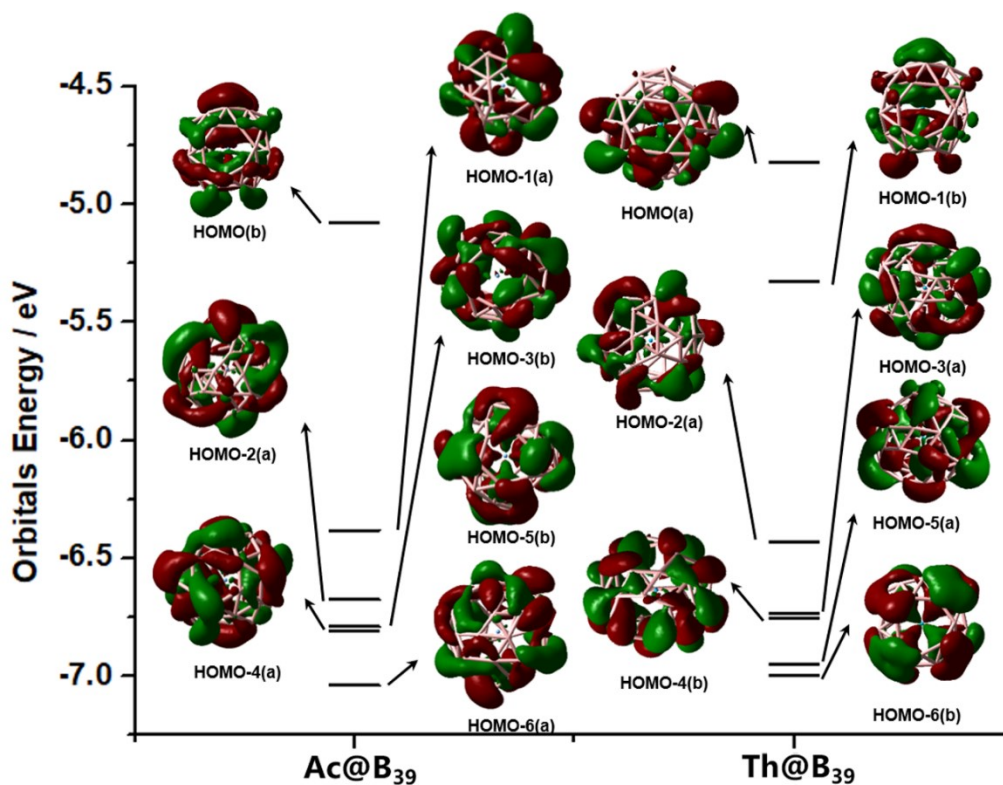 Orbitals Energy / eV
-4.5
-5.0
-5.5
-6.0
-6.5
-7.0
HOMO(b)
HOMO-2(a)
HOMO-4(a)
HOMO-1(a)
HOMO-3(b)
HOMO-5(b)
HOMO-6(a)
HOMO(a)
HOMO-2(a)
HOMO-4(b)
HOMO-1(b)
HOMO-3(a)
HOMO-5(a)
HOMO-6(b)
Ac@B39
Th@B39